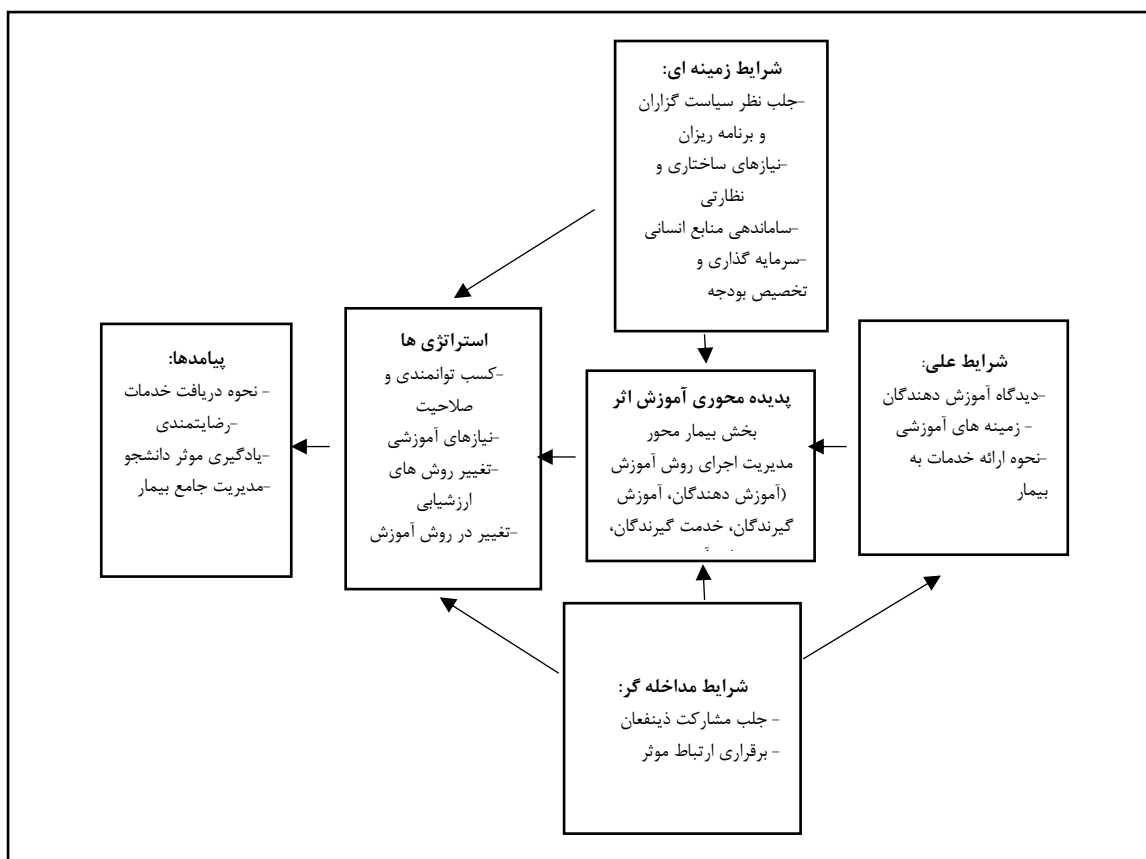 شرایط زمینه ای:
-جلب نظر سیاست گزاران
و برنامه ریزان
-نیازهای ساختاری و
نظارتی
-ساماندهی منابع انسانی
-سرمایه گذاری و
تخصیص بودجه
شرایط علی:
-دیدگاه آموزش دهندگان
- زمینه های آموزشی
-نحوه ارائه خدمات به
بیمار
پدیده محوری آموزش اثر
بخش بیمار محور
مدیریت اجرای روش آموزش
(آموزش دهندگان، آموزش
گیرندگان، خدمت گیرندگان،
استراتژی ها
-کسب توانمندی و
صلاحیت
-نیازهای آموزشی
-تغییر روش های
ارزشیابی
-تغییر در روش آموزش
پیامدها:
- نحوه دریافت خدمات
-رضایتمندی
-یادگیری موثر دانشجو
-مدیریت جامع بیمار
شرایط مداخله گر:
- جلب مشارکت ذینفعان
- برقراری ارتباط موثر